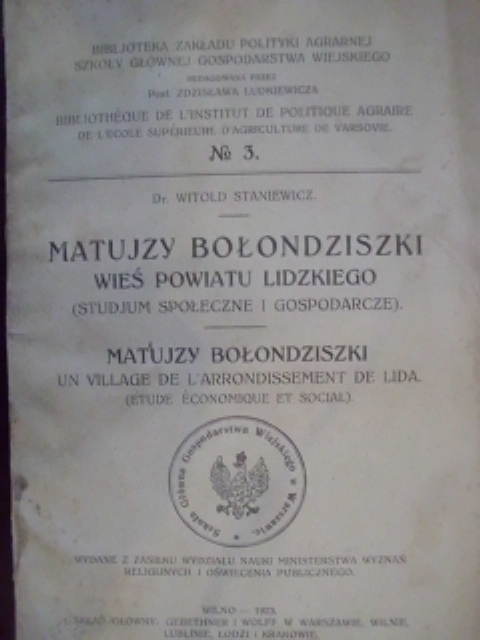 BIBLJOTEKA ZAKŁADU POLITYKI AGRARNEJ
SZKOŁY GŁÓWNEJ GOSPODARSTWA WIEJSKIEGO
REDAGOWANA PRZEZ
Prof. ZDZISŁAWA LUDKIEWICZA
BIBLIOTHÈQUE DE L'INSTITUT DE POLITIQUE AGRAIRE
DE L'ECOLE SUPÉRIEURE D'AGRICULTURE DE VARSOVIE.
№ 3.
Dr. WITOLD STANIEWICZ.
MATUJZY BOŁONDZISZKI
WIEŚ POWIATU LIDZKIEGO
(STUDJUM SPOŁECZNE I GOSPODARCZE).
MATUJZY BOŁONDZISZKI
UN VILLAGE DE L'ARRONDISSEMENT DE LIDA.
(ÉTUDE ÉCONOMIQUE ET SOCIAL).
Szkoła Główna Gospodarstwa Wiejskiego w Warszawie.
WYDANE Z ZASIŁKU WYDZIAŁU NAUKI MINISTERSTWA WYZNAŃ
RELIGIJNYCH I OŚWIECENIA PUBLICZNEGO.
WILNO — 1923.
SKŁAD GŁÓWNY, GEBETHNER I WOLFF W WARSZAWIE, WILNIE,
LUBLINIE, ŁODZI I KRAKOWIE.